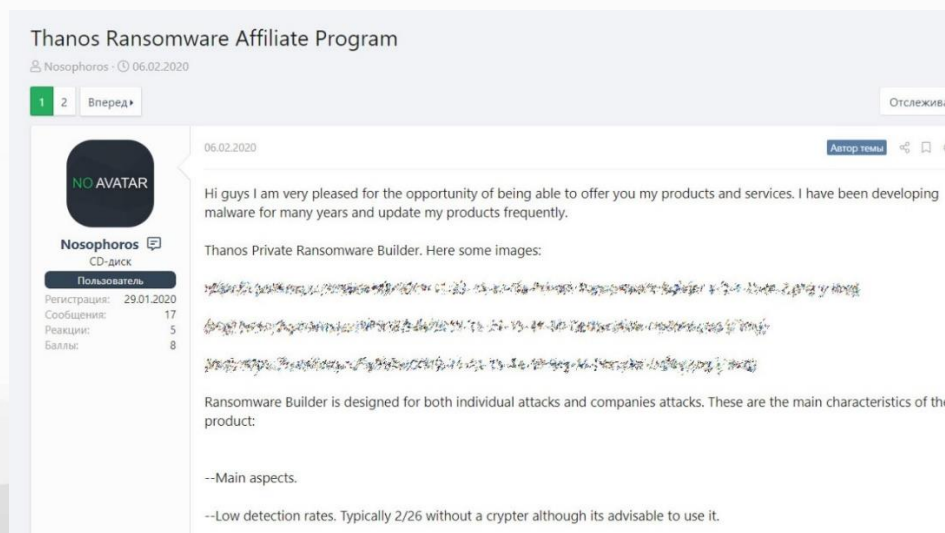 Thanos Ransomware Affiliate Program
Nosophoros · 06.02.2020
1 2 Вперед
Отслежива
06.02.2020
Автор темы
NO AVATAR
Hi guys I am very pleased for the opportunity of being able to offer you my products and services. I have been developing
malware for many years and update my products frequently.
Nosophoros
CD-диск
Пользователь
Регистрация: 29.01.2020
Сообщения: 17
Реакции: 5
Баллы: 8
Thanos Private Ransomware Builder. Here some images:
Ransomware Builder is designed for both individual attacks and companies attacks. These are the main characteristics of the
product:
--Main aspects.
--Low detection rates. Typically 2/26 without a crypter although its advisable to use it.